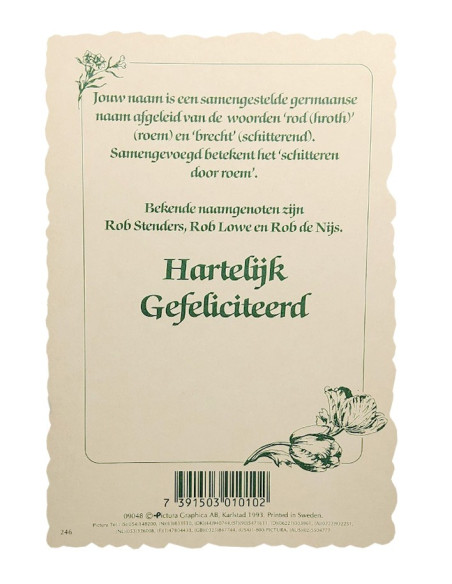 Jouw naam is een samengestelde germaanse
naam afgeleid van de woorden 'rod (hroth)'
(roem) en 'brecht' (schitterend).
Samengevoegd betekent het 'schitteren
door roem'.
Bekende naamgenoten zijn
Rob Stenders, Rob Lowe en Rob de Nijs.
Hartelijk
Gefeliciteerd
7 391503 010102
09048 © Pictura Graphica AB, Karlstad 1993. Printed in Sweden.
246